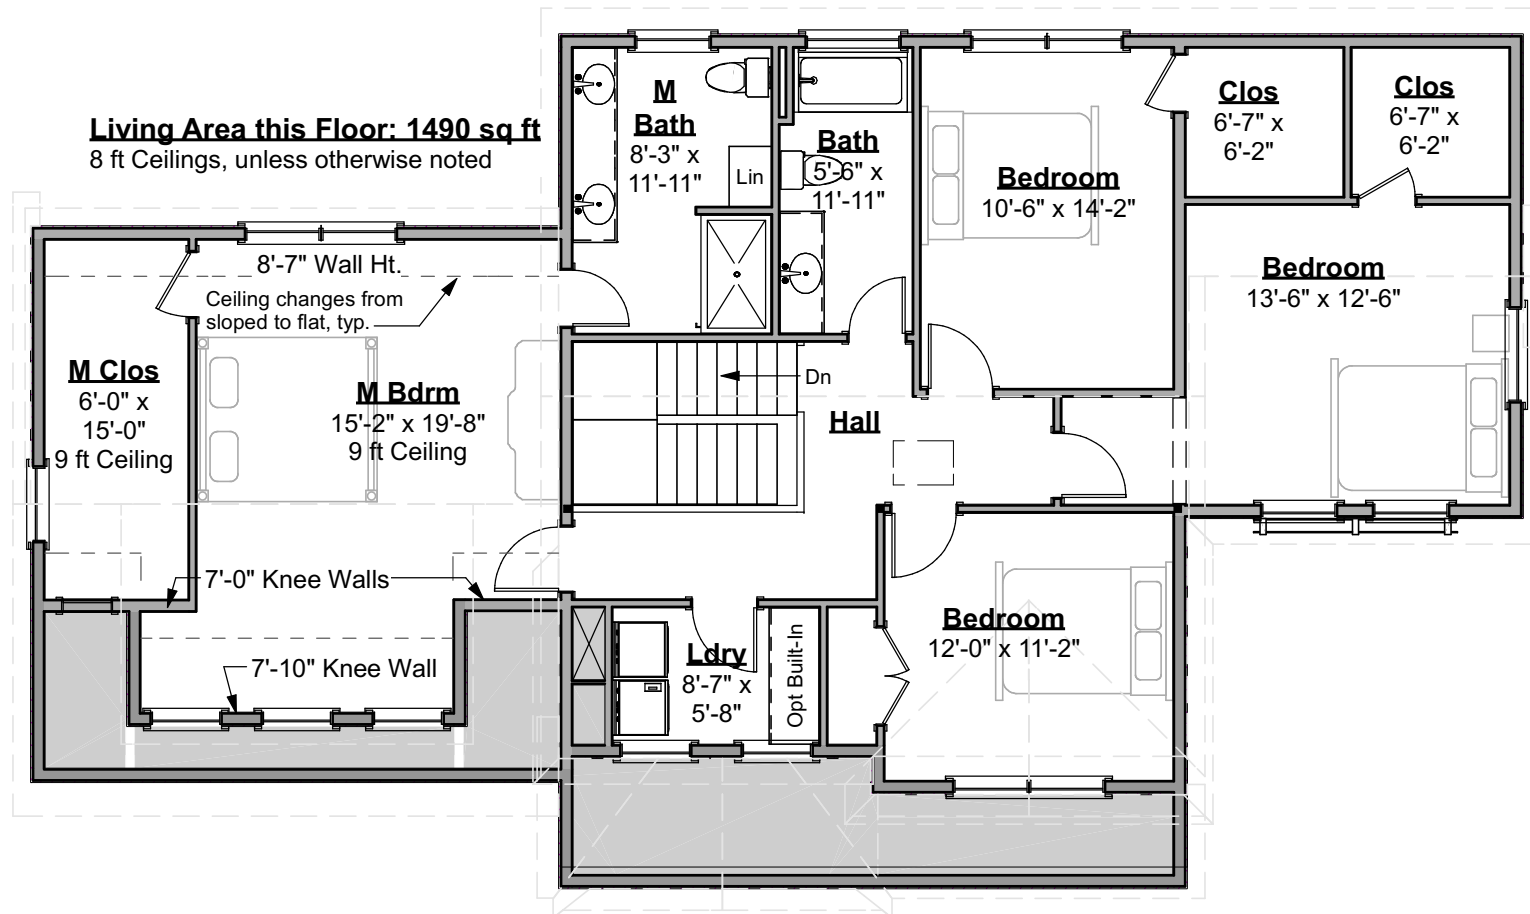 Living Area this Floor: 1490 sq ft
8 ft Ceilings, unless otherwise noted
M
Bath
8'-3" x
11'-11"
Lin
Bath
5'-6" x
11'-11"
Bedroom
10'-6" x 14'-2"
Clos
6'-7" x
6'-2"
Clos
6'-7" x
6'-2"
Bedroom
13'-6" x 12'-6"
8'-7" Wall Ht.
Ceiling changes from
sloped to flat, typ.
M Clos
6'-0" x
15'-0"
9 ft Ceiling
M Bdrm
15'-2" x 19'-8"
9 ft Ceiling
Dn
Hall
7'-0" Knee Walls
7'-10" Knee Wall
Ldry
8'-7" x
5'-8"
Opt Built-In
Bedroom
12'-0" x 11'-2"